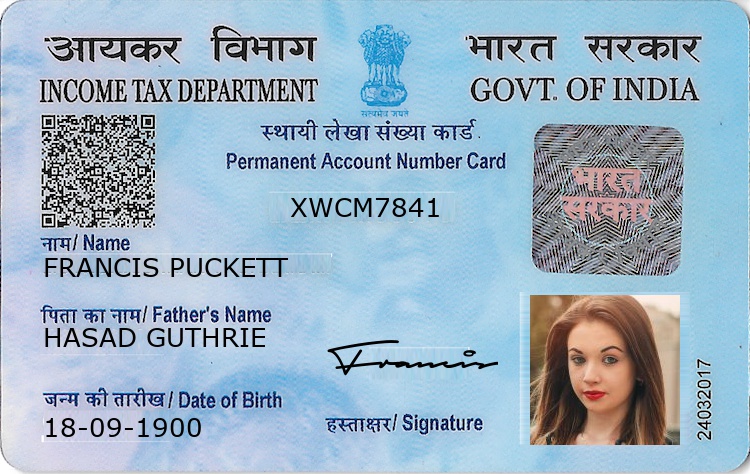 आयकर विभाग
INCOME TAX DEPARTMENT
सत्यमेव जयते
भारत सरकार
GOVT. OF INDIA
स्थायी लेखा संख्या कार्ड
Permanent Account Number Card
XWCM7841
भारत
सरकार
नाम/ Name
FRANCIS PUCKETT
पिता का नाम/ Father's Name
HASAD GUTHRIE
Francis
जन्म की तारीख/ Date of Birth
18-09-1900
हस्ताक्षर/ Signature
24032017